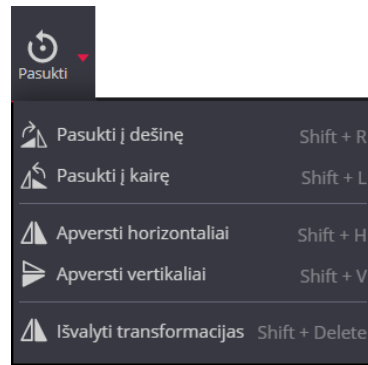 Pasukti
Pasukti į dešinę Shift + R
Pasukti į kairę Shift + L
Apversti horizontaliai Shift + H
Apversti vertikaliai Shift + V
Išvalyti transformacijas Shift + Delete